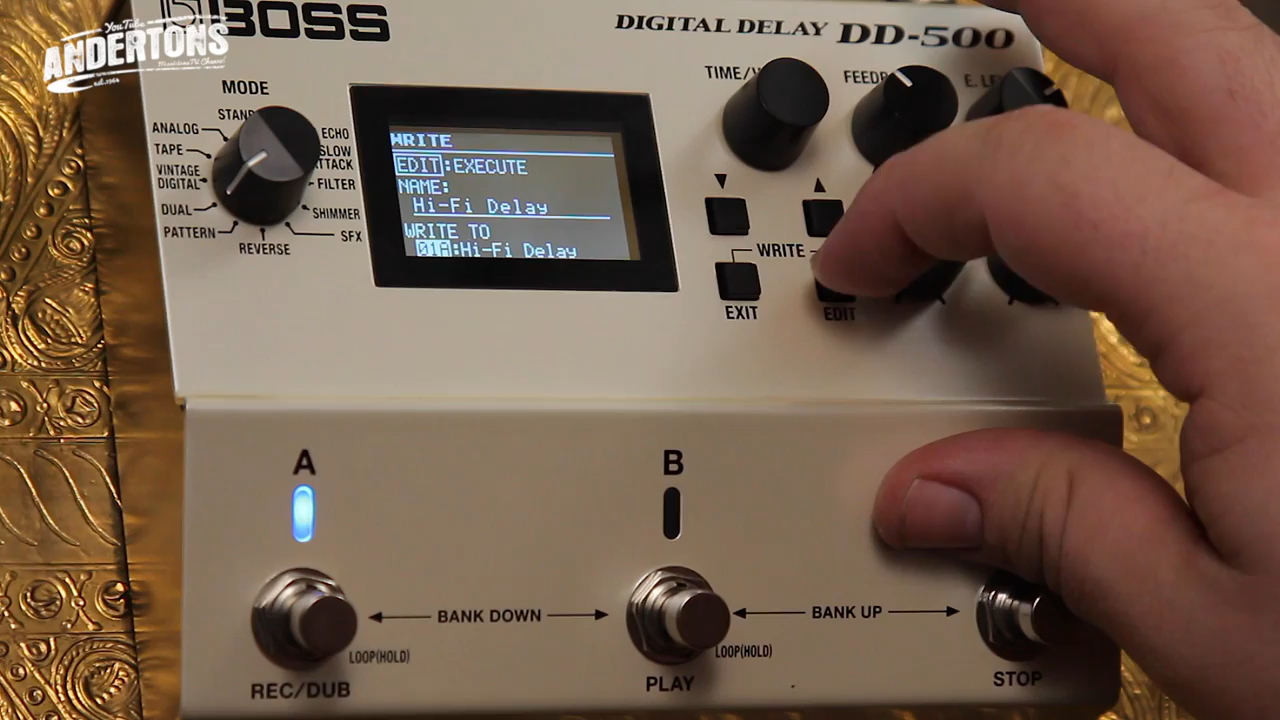 YouTube
ANDERTONS
BOSS
DIGITAL DELAY DD-500
MODE
ANALOG
TAPE
VINTAGE
DIGITAL
DUAL
PATTERN
REVERSE
ECHO
SLOW
FILTER
SHIMMER
SFX
WRITE
EDIT:EXECUTE
NAME:
Hi-Fi Delay
WRITE TO
01A:Hi-Fi Delay
TIME/
WRITE
EXIT
EDIT
A
B
BANK DOWN
BANK UP
LOOP(HOLD)
LOOP(HOLD)
REC/DUB
PLAY
STOP